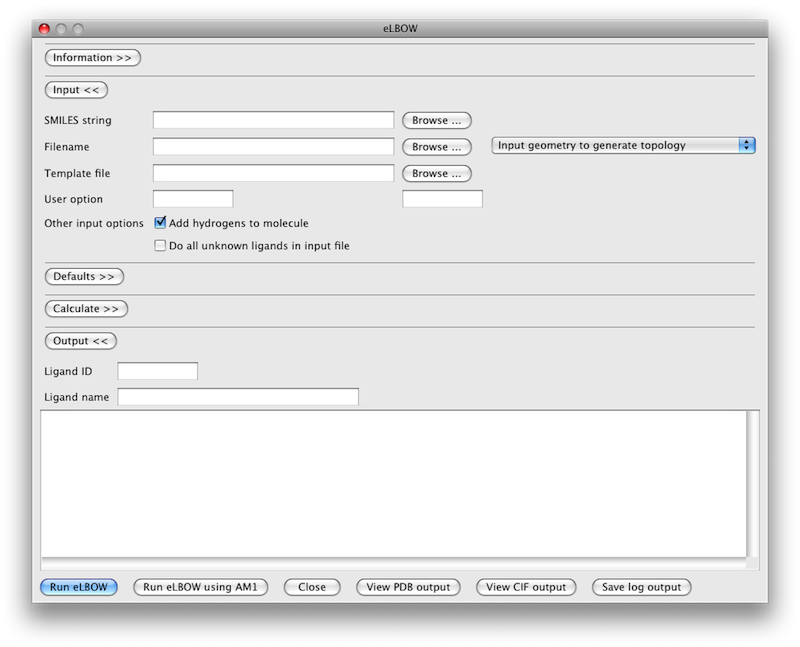 eLBOW
Information >>
Input <<
SMILES string Browse ...
Filename Browse ... Input geometry to generate topology
Template file Browse ...
User option
Other input options Add hydrogens to molecule
Do all unknown ligands in input file
Defaults >>
Calculate >>
Output <<
Ligand ID
Ligand name
Run eLBOW Run eLBOW using AM1 Close View PDB output View CIF output Save log output